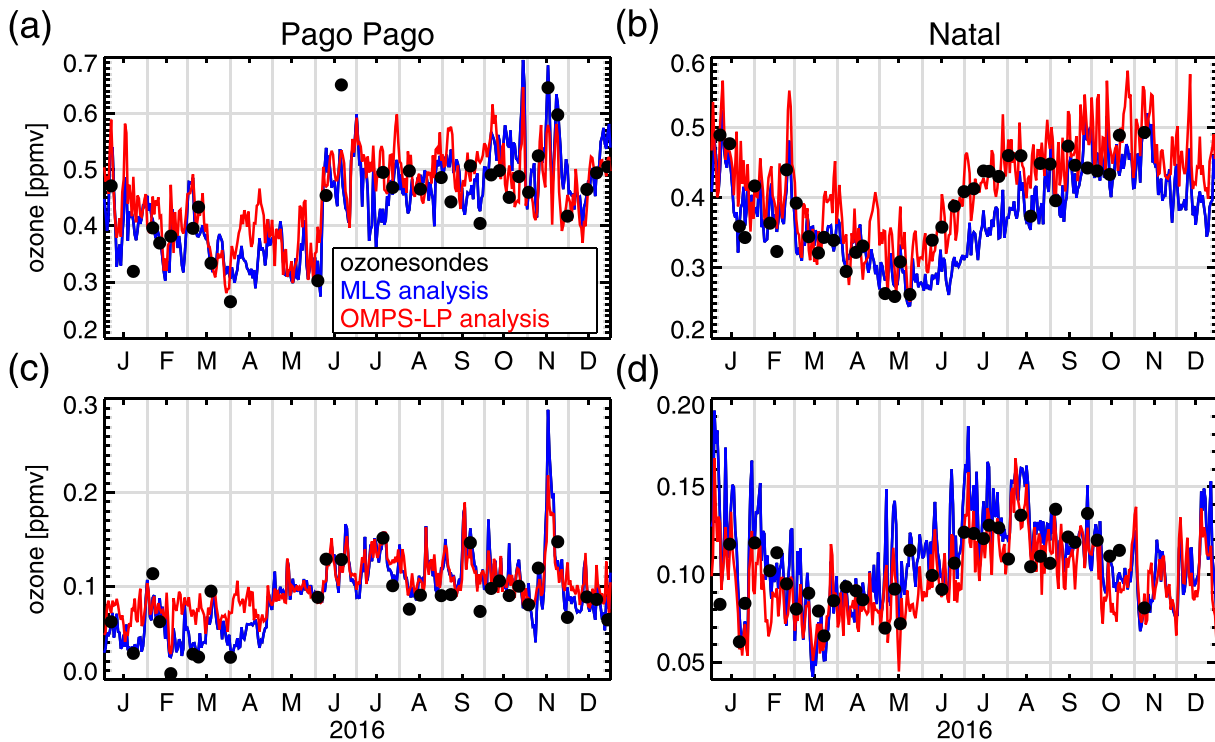 (a) Pago Pago (b) Natal
0.7 0.6
0.6
0.5 0.5
0.4 0.4
0.3 0.3
0.2 0.2
ozone [ppmv]
ozonesondes
MLS analysis
OMPS-LP analysis
J F M A M J J A S O N D J F M A M J J A S O N D
(c) (d)
0.3 0.20
0.2 0.15
0.1 0.10
0.0 0.05
ozone [ppmv]
J F M A M J J A S O N D J F M A M J J A S O N D
2016 2016